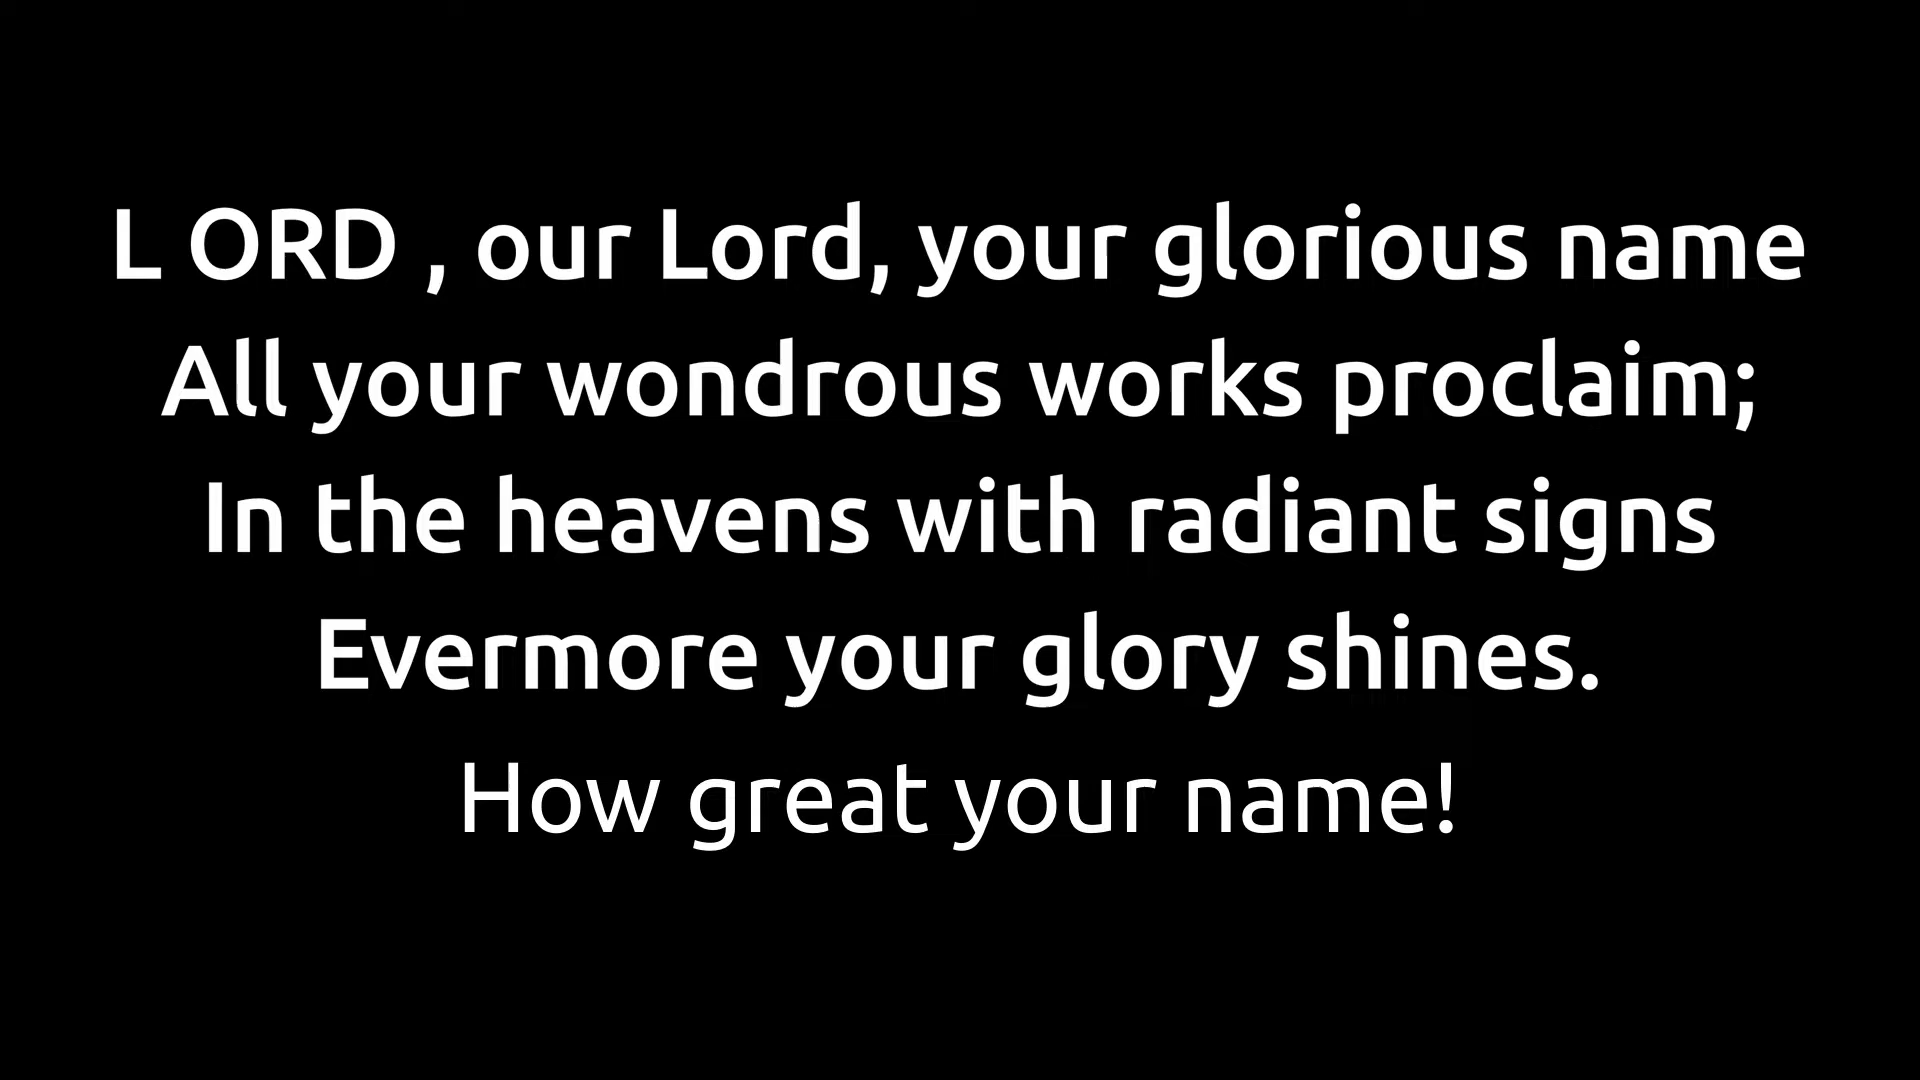 L ORD , our Lord, your glorious name
All your wondrous works proclaim;
In the heavens with radiant signs
Evermore your glory shines.
How great your name!